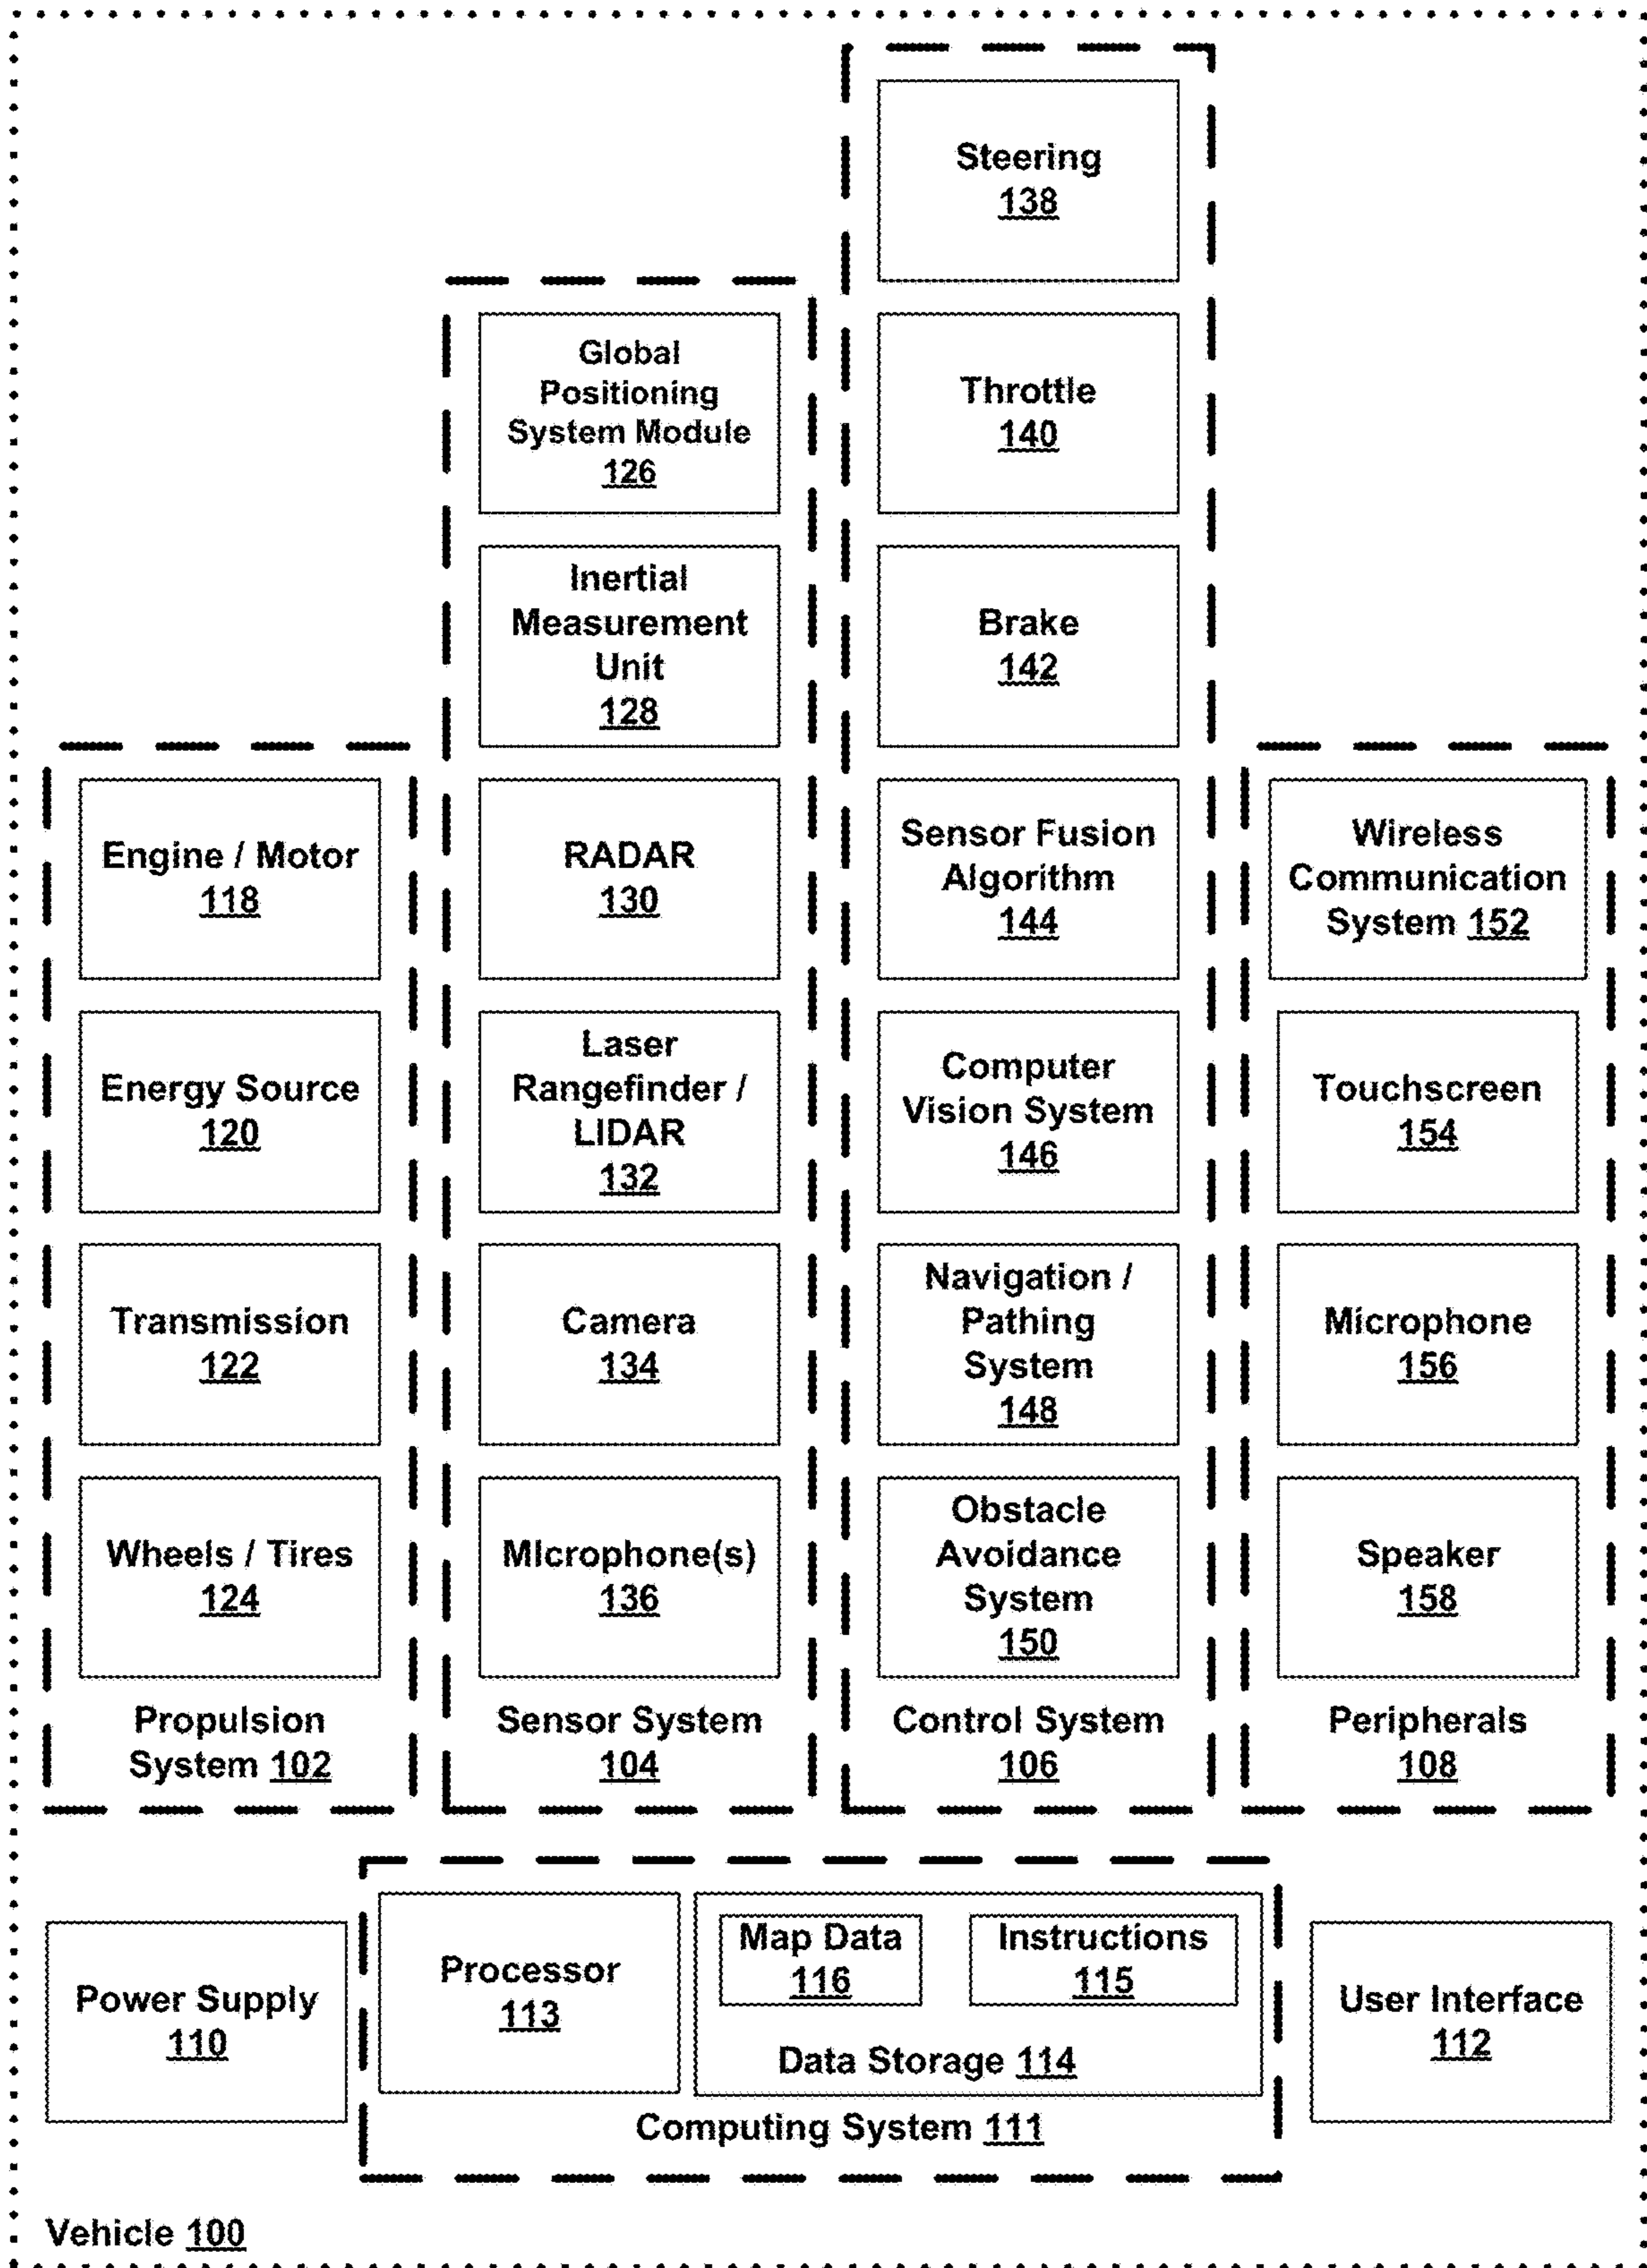 Steering
138
Throttle
140
Brake
142
Sensor Fusion
Algorithm
144
Computer
Vision System
146
Navigation /
Pathing
System
148
Obstacle
Avoidance
System
150
Control System
106
Global
Positioning
System Module
126
Inertial
Measurement
Unit
128
RADAR
130
Laser
Rangefinder /
LIDAR
132
Camera
134
MIcrophone(s)
136
Sensor System
104
Engine / Motor
118
Energy Source
120
Transmission
122
Wheels / Tires
124
Propulsion
System 102
Wireless
Communication
System 152
Touchscreen
154
Microphone
156
Speaker
158
Peripherals
108
Power Supply
110
Processor
113
Map Data
116
Instructions
115
Data Storage 114
Computing System 111
User Interface
112
Vehicle 100